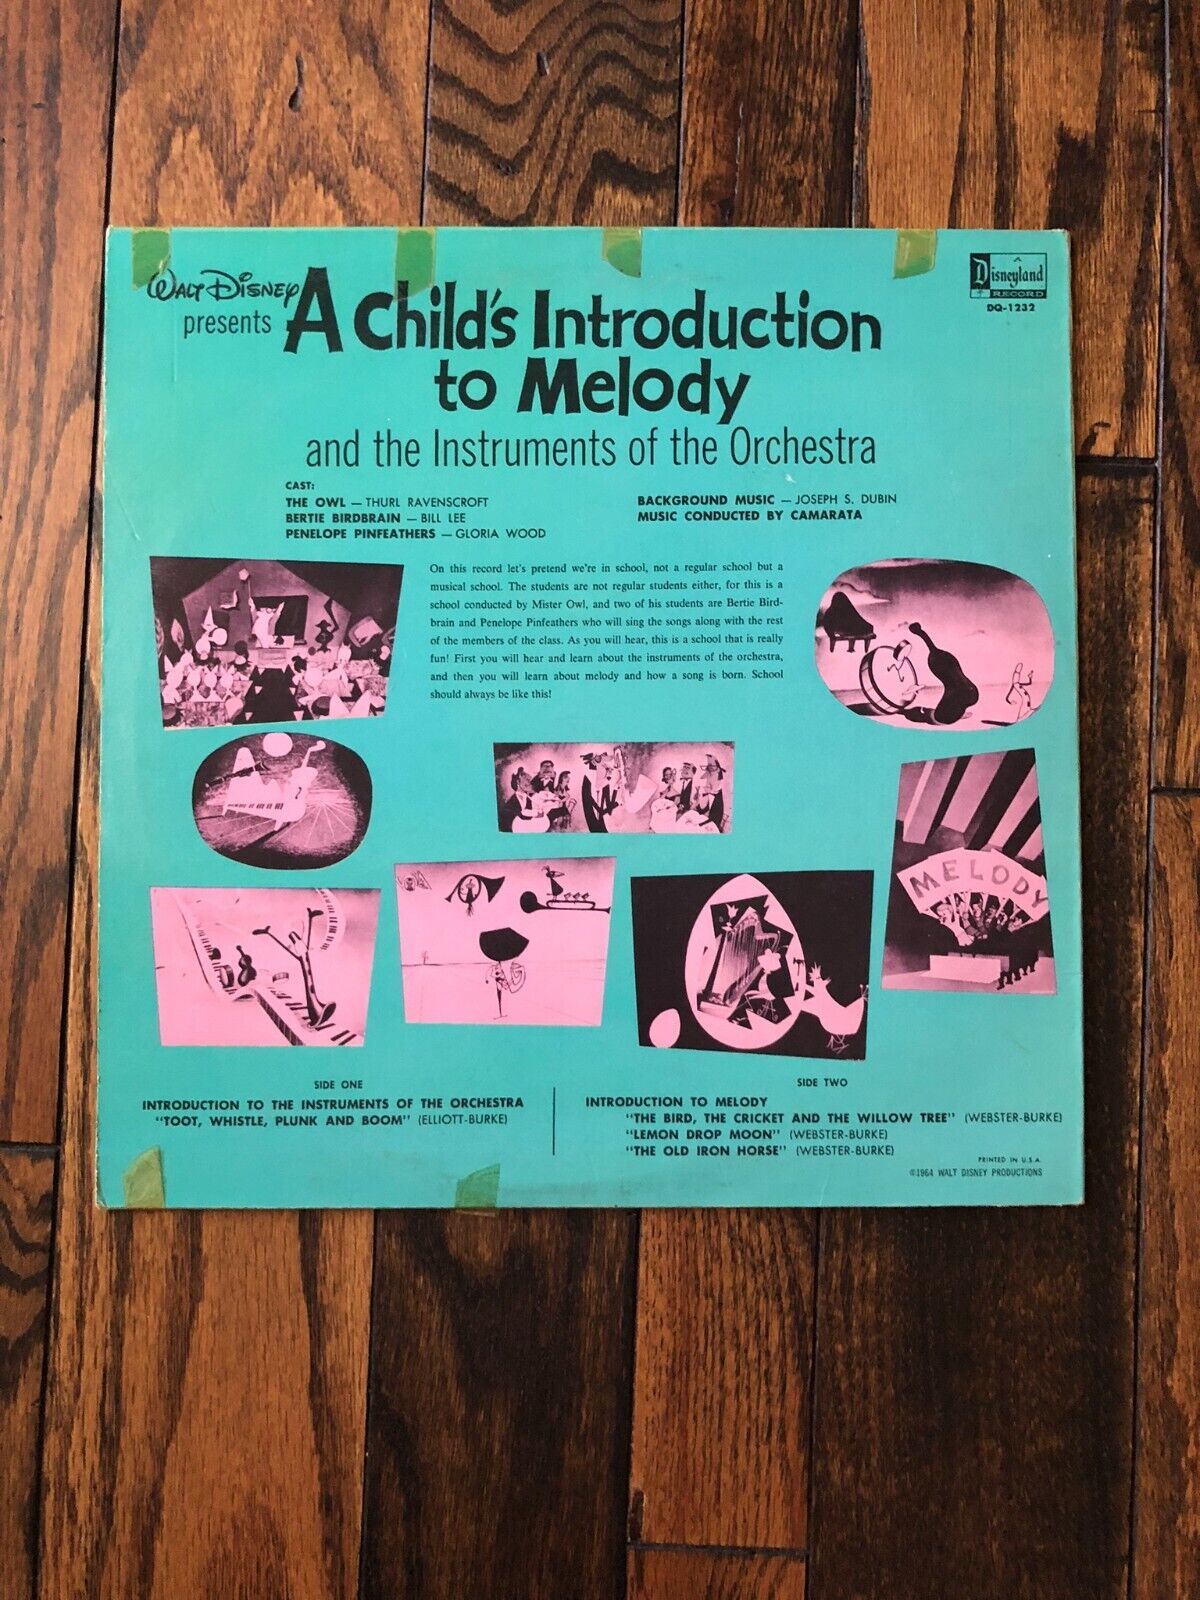 WALT DISNEY
presents
A Child's Introduction
to Melody
and the Instruments of the Orchestra
Disneyland
RECORD
DQ-1232
CAST:
THE OWL — THURL RAVENSCROFT
BERTIE BIRDBRAIN — BILL LEE
PENELOPE PINFEATHERS — GLORIA WOOD
BACKGROUND MUSIC — JOSEPH S. DUBIN
MUSIC CONDUCTED BY CAMARATA
On this record let's pretend we're in school, not a regular school but a
musical school. The students are not regular students either, for this is a
school conducted by Mister Owl, and two of his students are Bertie Bird-
brain and Penelope Pinfeathers who will sing the songs along with the rest
of the members of the class. As you will hear, this is a school that is really
fun! First you will hear and learn about the instruments of the orchestra,
and then you will learn about melody and how a song is born. School
should always be like this!
MELODY
SIDE ONE
INTRODUCTION TO THE INSTRUMENTS OF THE ORCHESTRA
"TOOT, WHISTLE, PLUNK AND BOOM" (ELLIOTT-BURKE)
SIDE TWO
INTRODUCTION TO MELODY
"THE BIRD, THE CRICKET AND THE WILLOW TREE" (WEBSTER-BURKE)
"LEMON DROP MOON" (WEBSTER-BURKE)
"THE OLD IRON HORSE" (WEBSTER-BURKE)
PRINTED IN U.S.A.
©1964 WALT DISNEY PRODUCTIONS